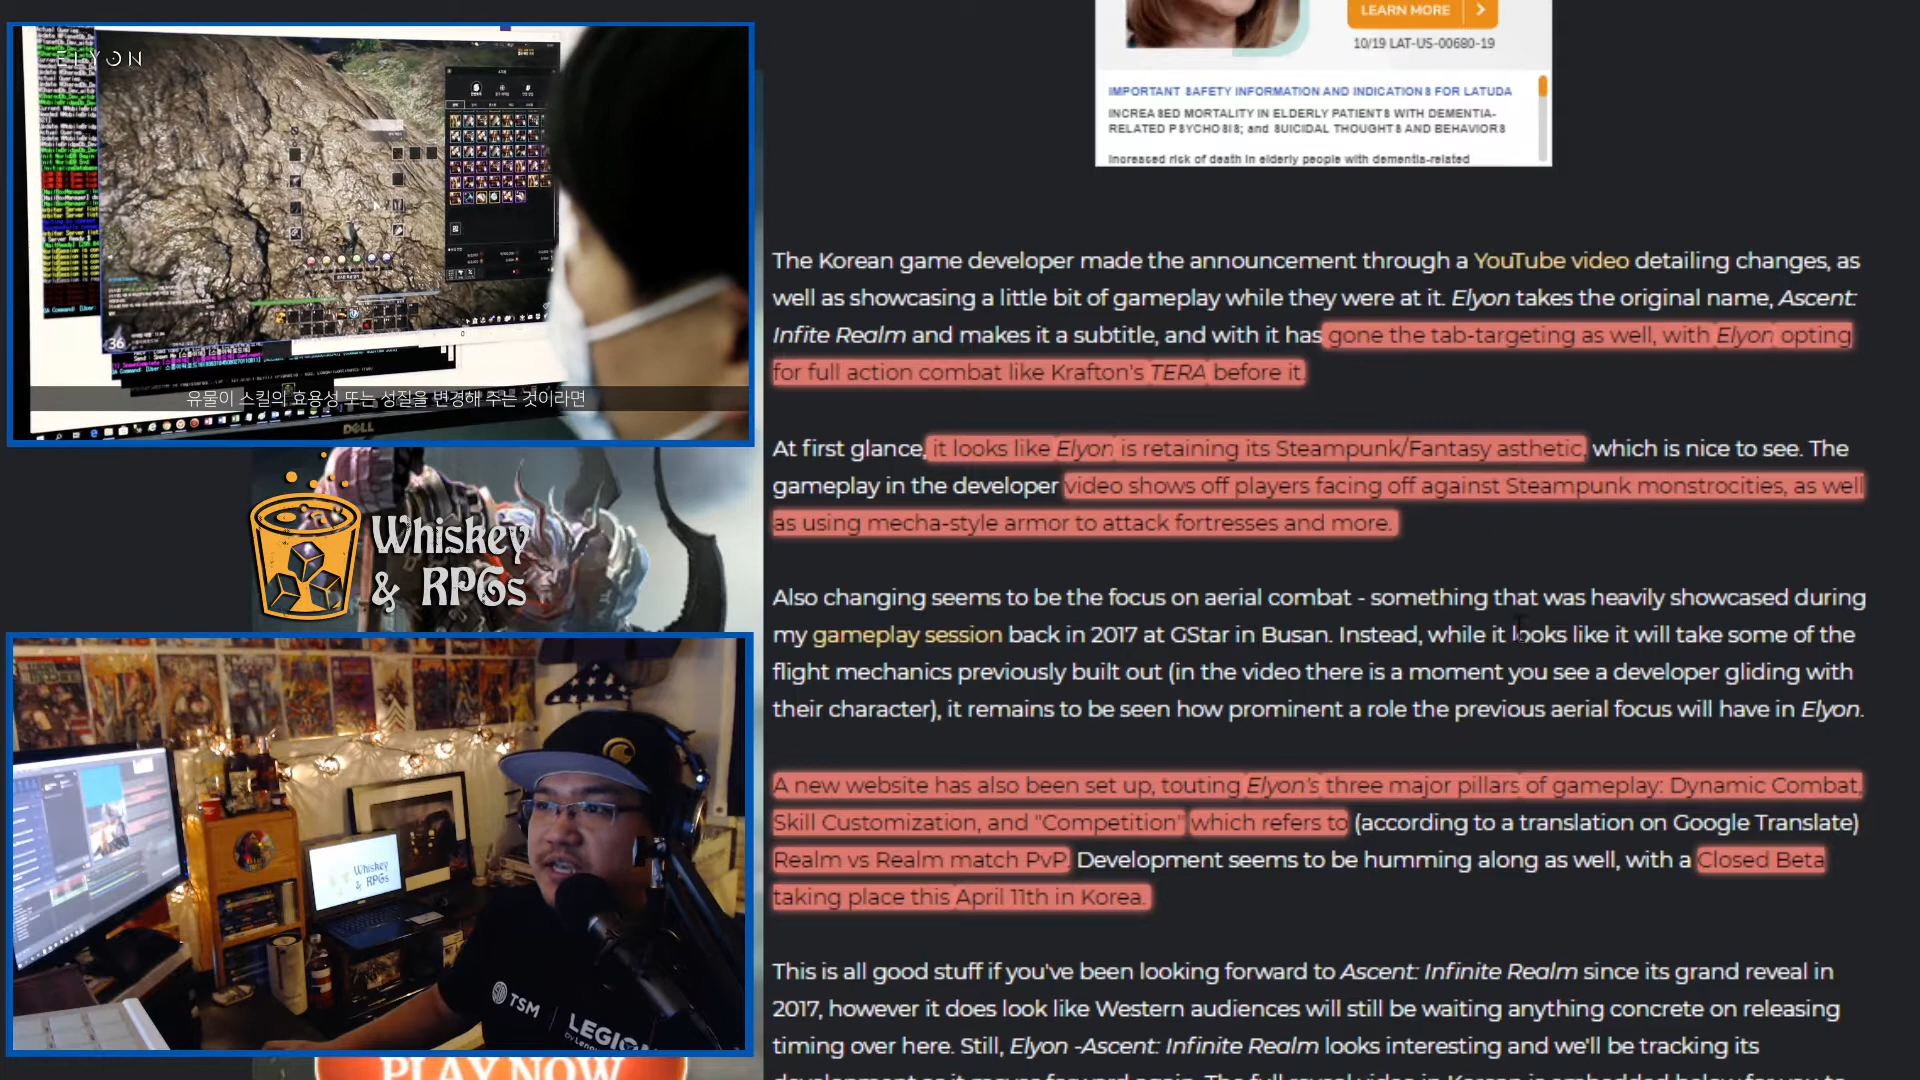 ELYON
36
유물이 스킬의 효용성 또는 성질을 변경해 주는 것이라면
DELL
Whiskey
& RPGs
Whiskey
& RPGs
TSM
LEGION
PLAY NOW
LEARN MORE
10/19 LAT-US-00680-19
IMPORTANT SAFETY INFORMATION AND INDICATIONS FOR LATUDA
INCREASED MORTALITY IN ELDERLY PATIENTS WITH DEMENTIA-
RELATED PSYCHOSIS; and SUICIDAL THOUGHTS AND BEHAVIORS
Increased risk of death in elderly people with dementia-related
The Korean game developer made the announcement through a YouTube video detailing changes, as
well as showcasing a little bit of gameplay while they were at it. Elyon takes the original name, Ascent:
Infite Realm and makes it a subtitle, and with it has gone the tab-targeting as well, with Elyon opting
for full action combat like Krafton's TERA before it.
At first glance, it looks like Elyon is retaining its Steampunk/Fantasy asthetic, which is nice to see. The
gameplay in the developer video shows off players facing off against Steampunk monstrocities, as well
as using mecha-style armor to attack fortresses and more.
Also changing seems to be the focus on aerial combat - something that was heavily showcased during
my gameplay session back in 2017 at GStar in Busan. Instead, while it looks like it will take some of the
flight mechanics previously built out (in the video there is a moment you see a developer gliding with
their character), it remains to be seen how prominent a role the previous aerial focus will have in Elyon.
A new website has also been set up, touting Elyon's three major pillars of gameplay: Dynamic Combat,
Skill Customization, and "Competition" which refers to (according to a translation on Google Translate)
Realm vs Realm match PvP. Development seems to be humming along as well, with a Closed Beta
taking place this April 11th in Korea.
This is all good stuff if you've been looking forward to Ascent: Infinite Realm since its grand reveal in
2017, however it does look like Western audiences will still be waiting anything concrete on releasing
timing over here. Still, Elyon -Ascent: Infinite Realm looks interesting and we'll be tracking its